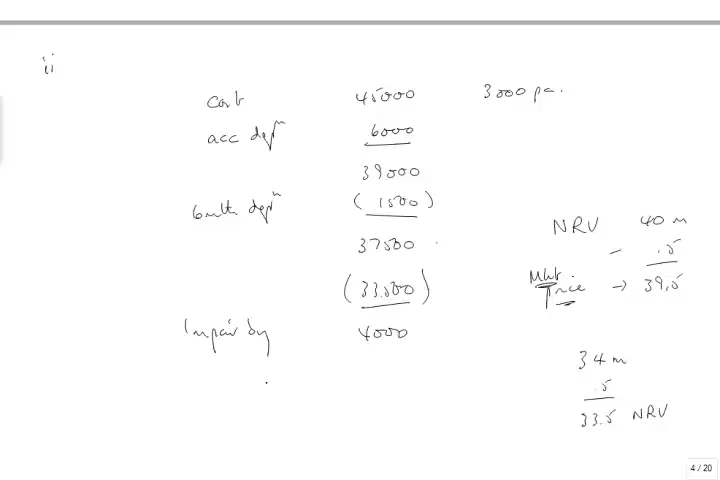 ii
Cost 45000 3000 pa.
acc depⁿ 6000
39000
6 mth depⁿ (1500)
NRV 40 m
37500 - .5
Mkt
(33.500) Price → 39.5
Impair by 4000
34 m
.5
33.5 NRV
4 / 20